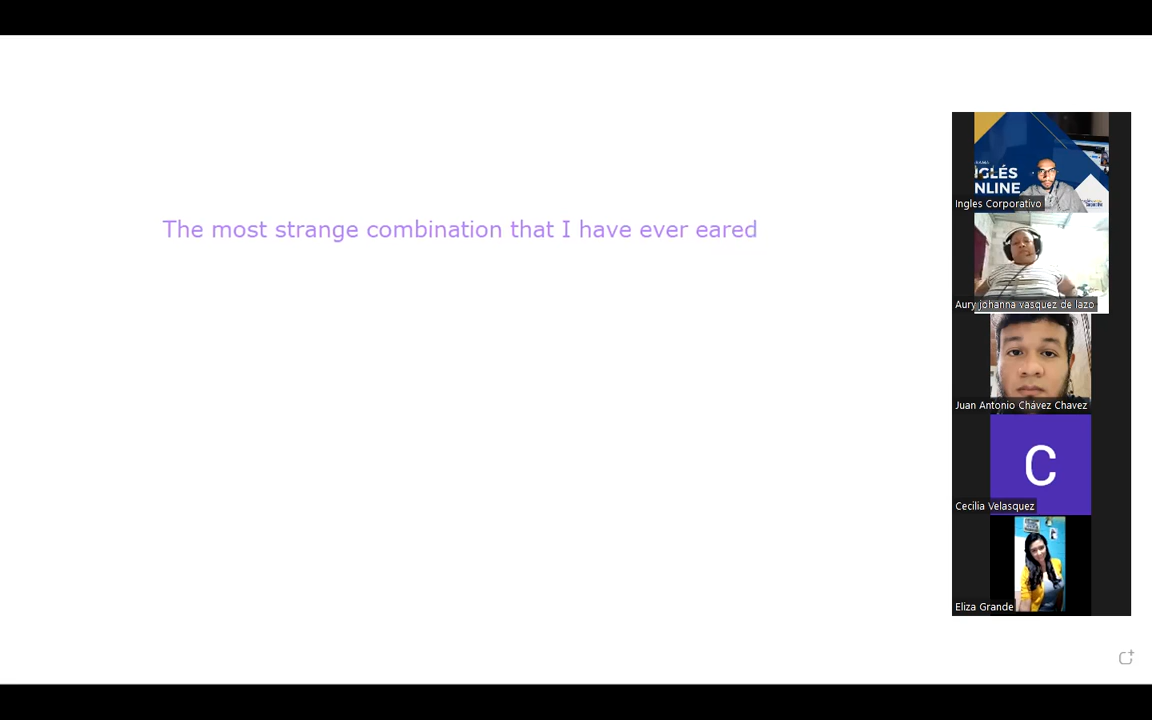 The most strange combination that I have ever eared
INGLÉS
ONLINE
Ingles Corporativo
Aury johanna vasquez de lazo
Juan Antonio Chávez Chavez
C
Cecilia Velasquez
Eliza Grande